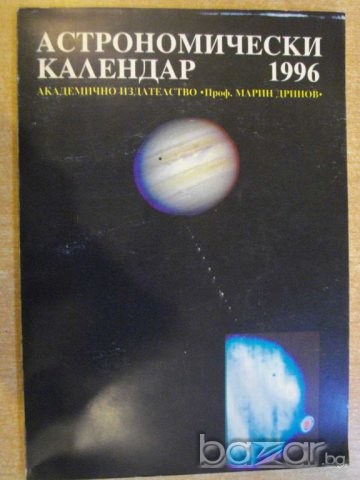 АСТРОНОМИЧЕСКИ
КАЛЕНДАР 1996
АКАДЕМИЧНО ИЗДАТЕЛСТВО •Проф. МАРИН ДРИНОВ•
bazar.bg